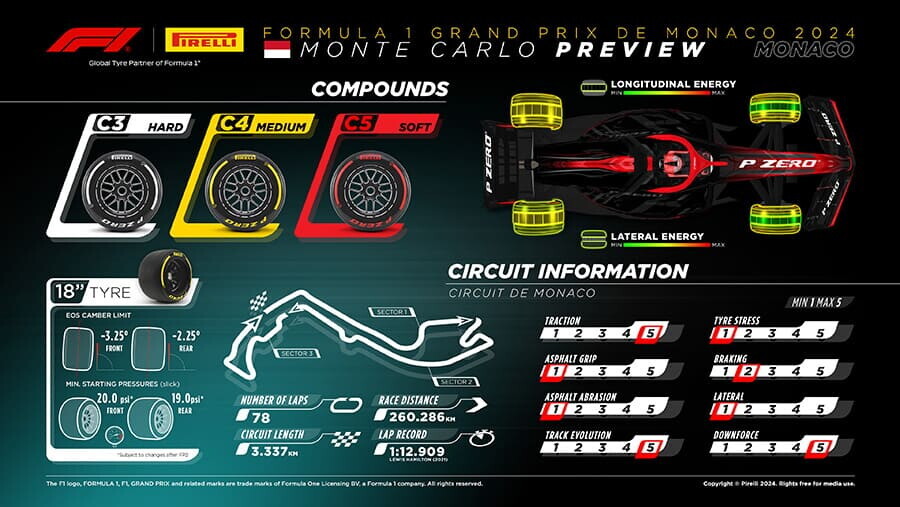 F1
PIRELLI
Global Tyre Partner of Formula 1®
FORMULA 1 GRAND PRIX DE MONACO 2024
MONTE CARLO PREVIEW
MONACO
COMPOUNDS
C3 HARD
C4 MEDIUM
C5 SOFT
PIRELLI
PIRELLI
PIRELLI
P ZERO
P ZERO
P ZERO
LONGITUDINAL ENERGY
MIN MAX
P ZERO
P ZERO
P ZERO
P ZERO
LATERAL ENERGY
MIN MAX
18” TYRE
EOS CAMBER LIMIT
-3.25°
FRONT
-2.25°
REAR
MIN. STARTING PRESSURES (slick)
20.0 psi*
FRONT
19.0 psi*
REAR
*Subject to changes after FP2
SECTOR 1
SECTOR 3
SECTOR 2
NUMBER OF LAPS
78
RACE DISTANCE
260.286 KM
CIRCUIT LENGTH
3.337 KM
LAP RECORD
1:12.909
LEWIS HAMILTON (2021)
CIRCUIT INFORMATION
CIRCUIT DE MONACO
MIN 1 MAX 5
TRACTION
1 2 3 4 5
TYRE STRESS
1 2 3 4 5
ASPHALT GRIP
1 2 3 4 5
BRAKING
1 2 3 4 5
ASPHALT ABRASION
1 2 3 4 5
LATERAL
1 2 3 4 5
TRACK EVOLUTION
1 2 3 4 5
DOWNFORCE
1 2 3 4 5
The F1 logo, FORMULA 1, F1, GRAND PRIX and related marks are trade marks of Formula One Licensing BV, a Formula 1 company. All rights reserved.
Copyright © Pirelli 2024. Rights free for media use.